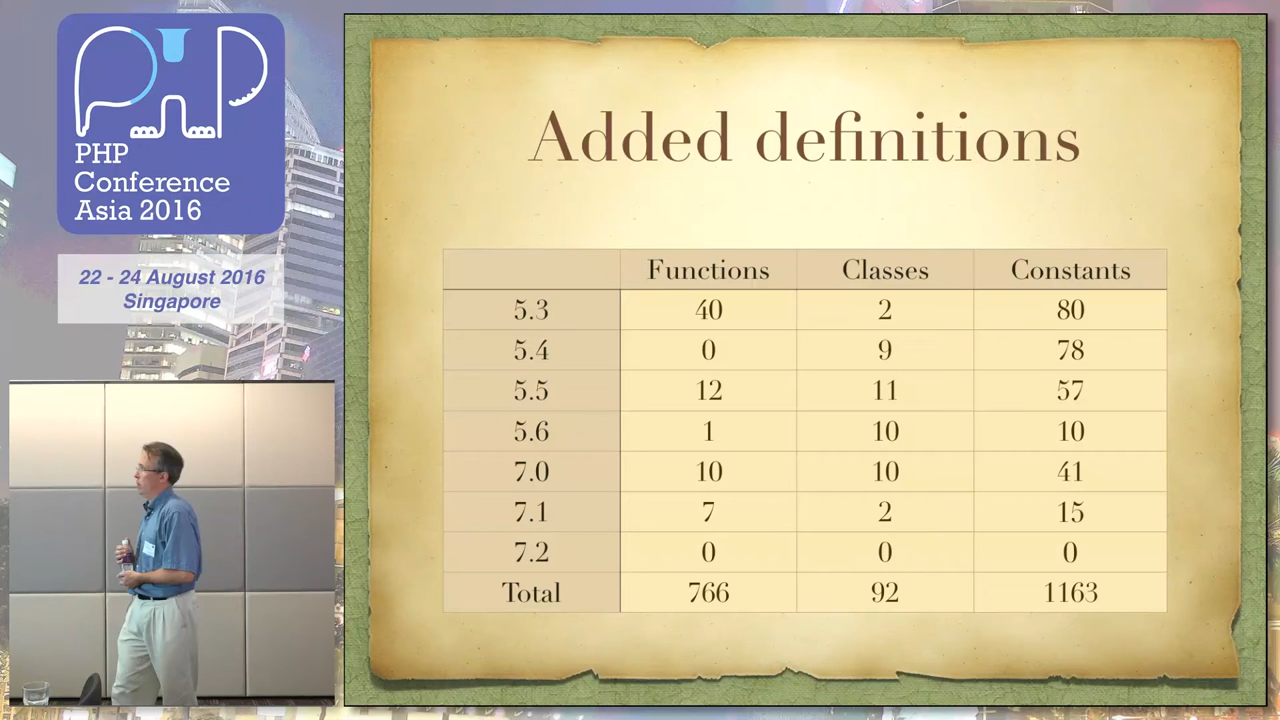 PHP
PHP
Conference
Asia 2016
22 - 24 August 2016
Singapore
Added definitions
Functions Classes Constants
5.3 40 2 80
5.4 0 9 78
5.5 12 11 57
5.6 1 10 10
7.0 10 10 41
7.1 7 2 15
7.2 0 0 0
Total 766 92 1163